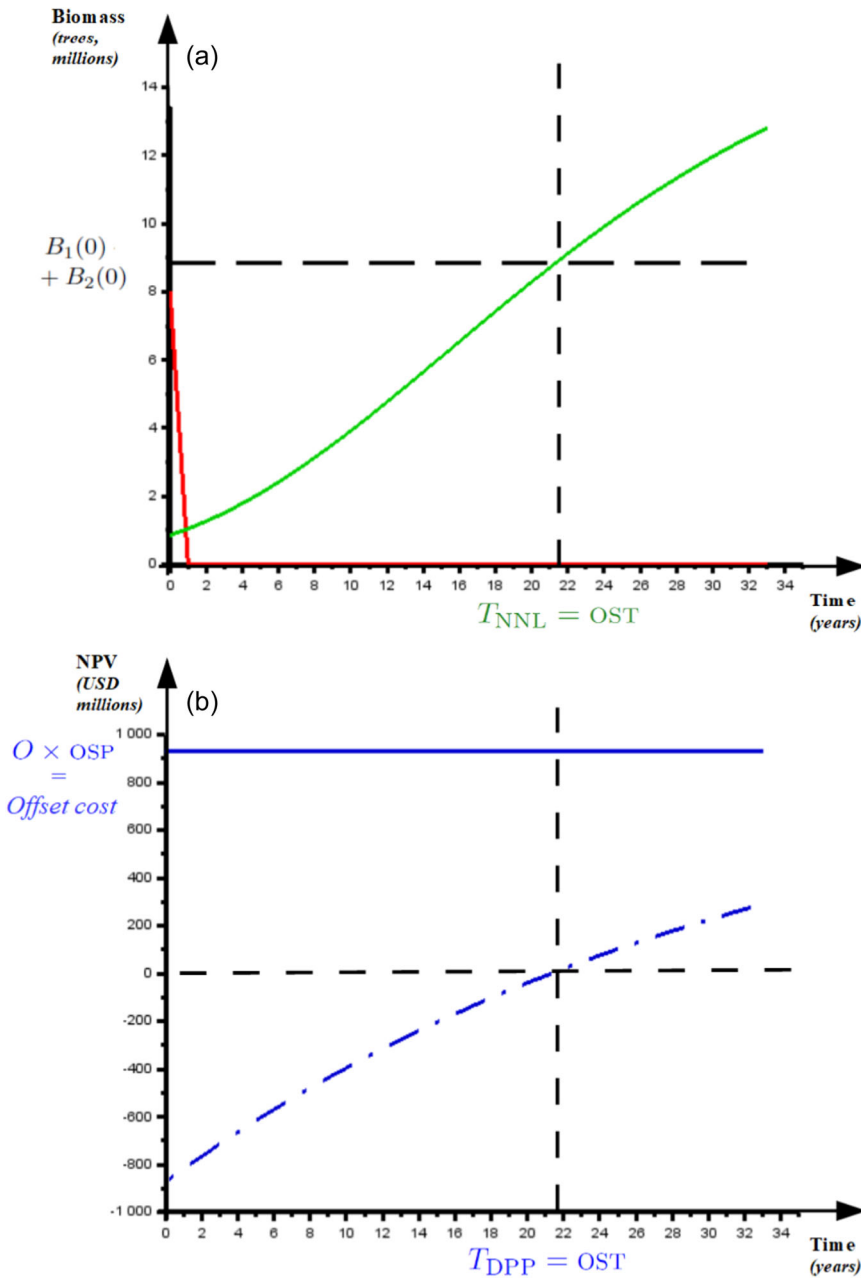 Biomass
(trees,
millions)
(a)
14
12
10
B₁(0)
+ B₂(0)
8
6
4
2
0
0 2 4 6 8 10 12 14 16 18 20 22 24 26 28 30 32 34
Time
(years)
T_NNL = OST
NPV
(USD
millions)
(b)
1 000
O × OSP
=
Offset cost
800
600
400
200
0
-200
-400
-600
-800
-1 000
0 2 4 6 8 10 12 14 16 18 20 22 24 26 28 30 32 34
Time
(years)
T_DPP = OST